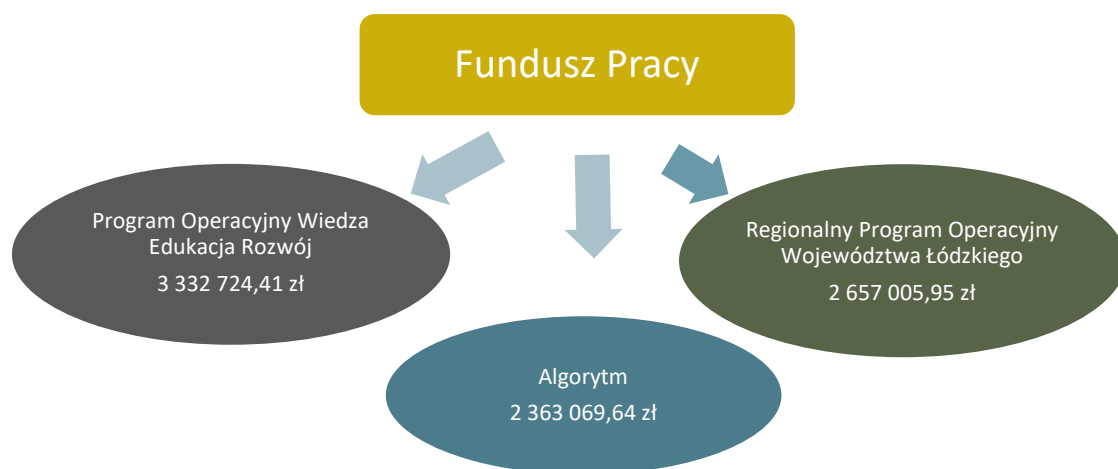 Fundusz Pracy
Program Operacyjny Wiedza
Edukacja Rozwój
3 332 724,41 zł
Regionalny Program Operacyjny
Województwa Łódzkiego
2 657 005,95 zł
Algorytm
2 363 069,64 zł